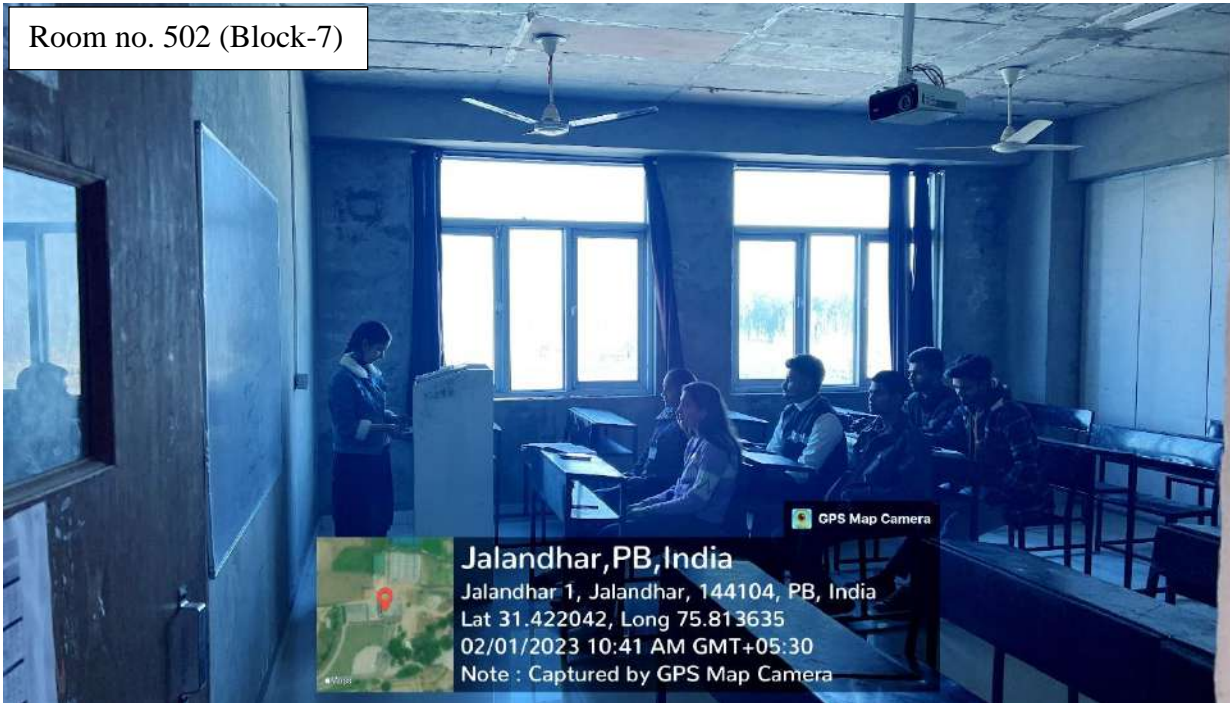 Room no. 502 (Block-7)
GPS Map Camera
Jalandhar,PB,India
Jalandhar 1, Jalandhar, 144104, PB, India
Lat 31.422042, Long 75.813635
02/01/2023 10:41 AM GMT+05:30
Note : Captured by GPS Map Camera